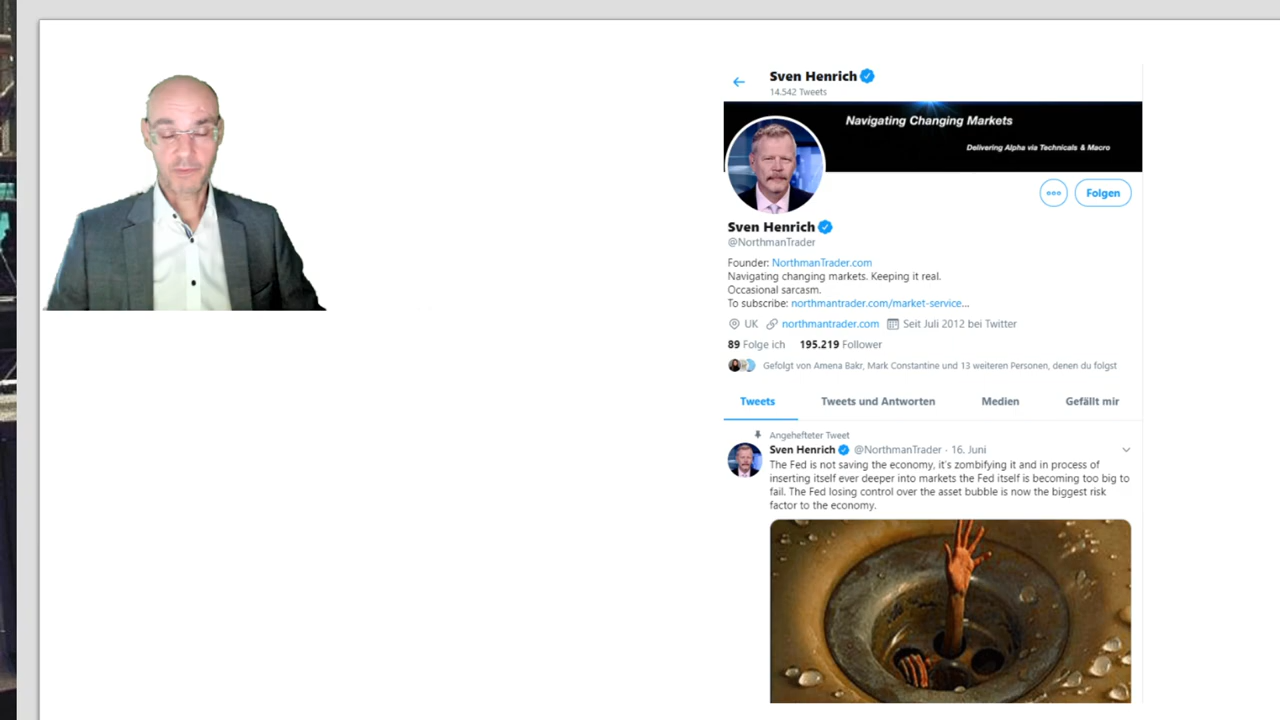 Sven Henrich
14.542 Tweets
Navigating Changing Markets
Delivering Alpha via Technicals & Macro
Folgen
Sven Henrich
@NorthmanTrader
Founder: NorthmanTrader.com
Navigating changing markets. Keeping it real.
Occasional sarcasm.
To subscribe: northmantrader.com/market-service...
UK northmantrader.com Seit Juli 2012 bei Twitter
89 Folge ich 195.219 Follower
Gefolgt von Amena Bakr, Mark Constantine und 13 weiteren Personen, denen du folgst
Tweets Tweets und Antworten Medien Gefällt mir
Angehefteter Tweet
Sven Henrich @NorthmanTrader · 16. Juni
The Fed is not saving the economy, it's zombifying it and in process of
inserting itself ever deeper into markets the Fed itself is becoming too big to
fail. The Fed losing control over the asset bubble is now the biggest risk
factor to the economy.